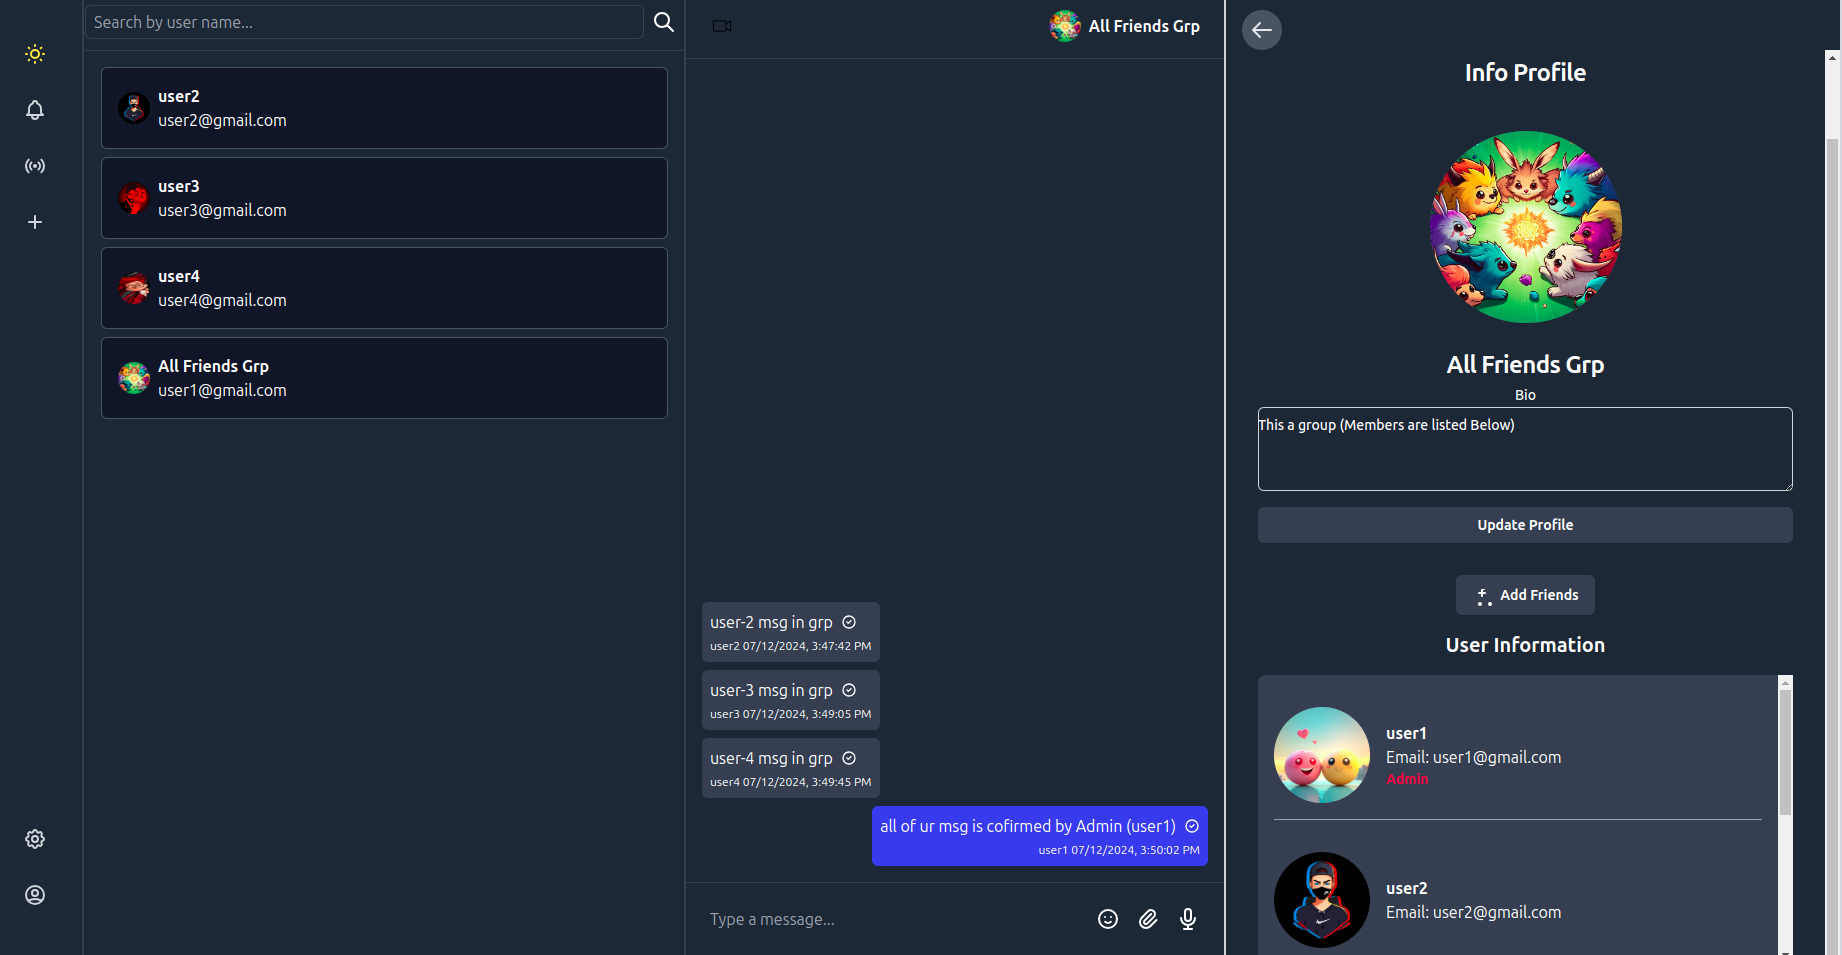 Search by user name...
user2
user2@gmail.com
user3
user3@gmail.com
user4
user4@gmail.com
All Friends Grp
user1@gmail.com
All Friends Grp
user-2 msg in grp
user2 07/12/2024, 3:47:42 PM
user-3 msg in grp
user3 07/12/2024, 3:49:05 PM
user-4 msg in grp
user4 07/12/2024, 3:49:45 PM
all of ur msg is cofirmed by Admin (user1)
user1 07/12/2024, 3:50:02 PM
Type a message...
Info Profile
All Friends Grp
Bio
This a group (Members are listed Below)
Update Profile
Add Friends
User Information
user1
Email: user1@gmail.com
Admin
user2
Email: user2@gmail.com